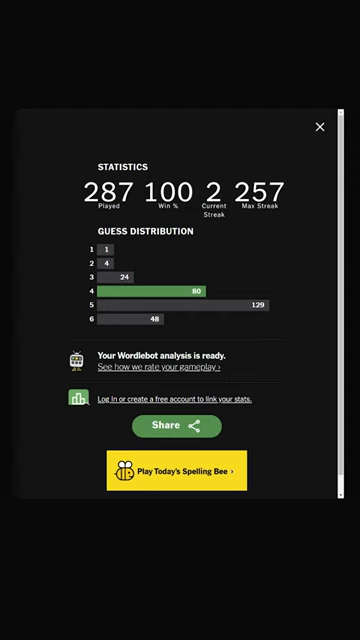 STATISTICS
287 100 2 257
Played Win % Current Streak Max Streak
GUESS DISTRIBUTION
1 1
2 4
3 24
4 80
5 129
6 48
Your Wordlebot analysis is ready.
See how we rate your gameplay ›
Log in or create a free account to link your stats.
Share
Play Today's Spelling Bee ›